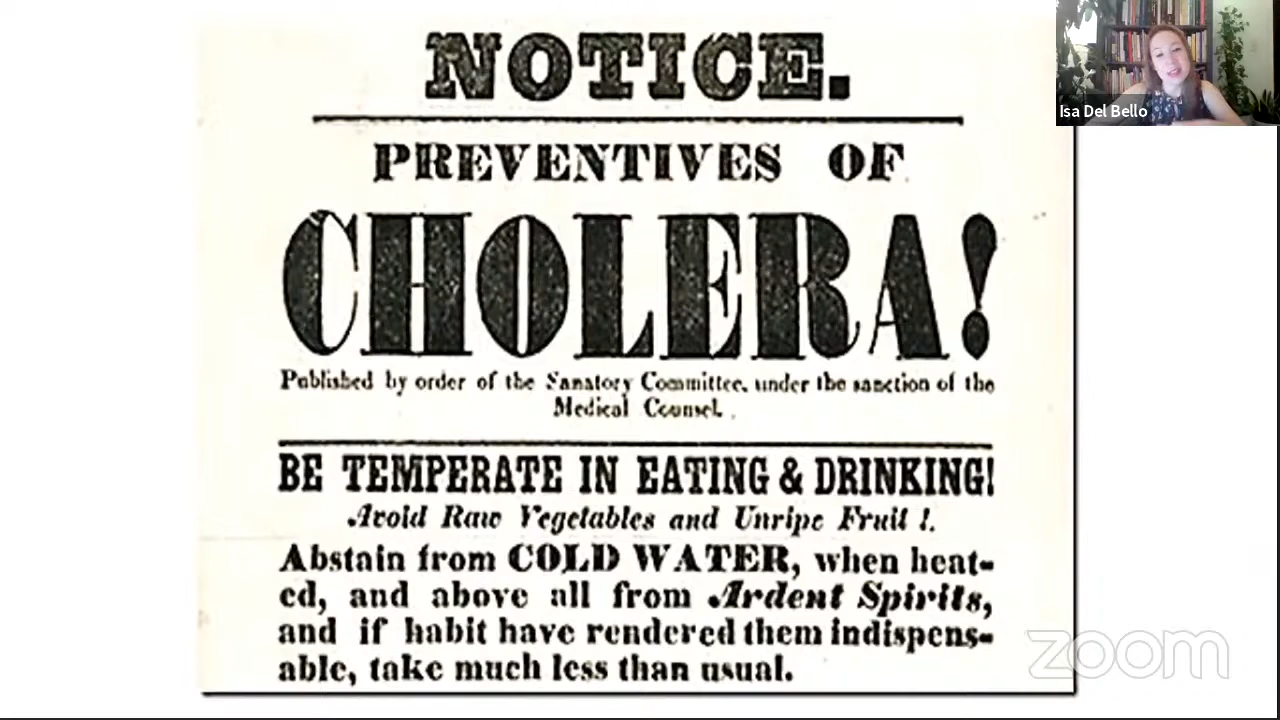 NOTICE.
PREVENTIVES OF
CHOLERA!
Published by order of the Sanatory Committee, under the sanction of the
Medical Counsel.
BE TEMPERATE IN EATING & DRINKING!
Avoid Raw Vegetables and Unripe Fruit !.
Abstain from COLD WATER, when heat-
ed, and above all from Ardent Spirits,
and if habit have rendered them indispens-
able, take much less than usual.
Isa Del Bello
zoom